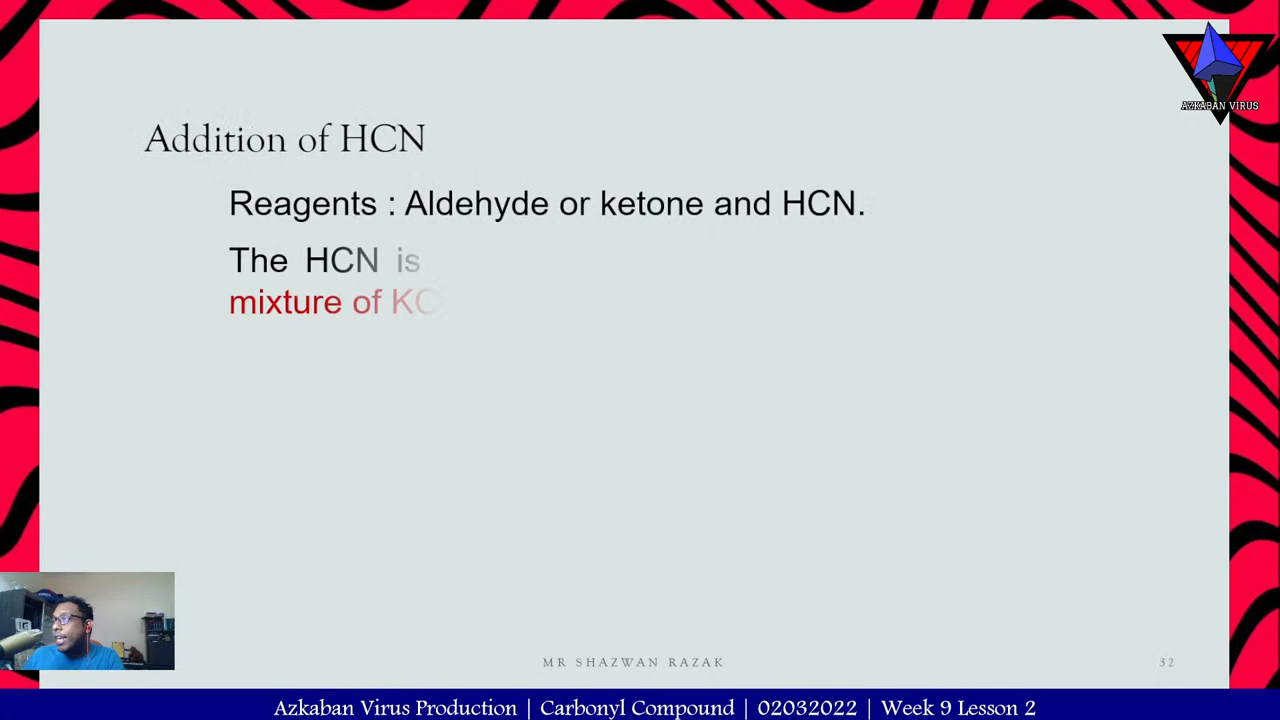 AZKABAN VIRUS
Addition of HCN
Reagents : Aldehyde or ketone and HCN.
The HCN is
mixture of KC
MR SHAZWAN RAZAK
32
Azkaban Virus Production | Carbonyl Compound | 02032022 | Week 9 Lesson 2